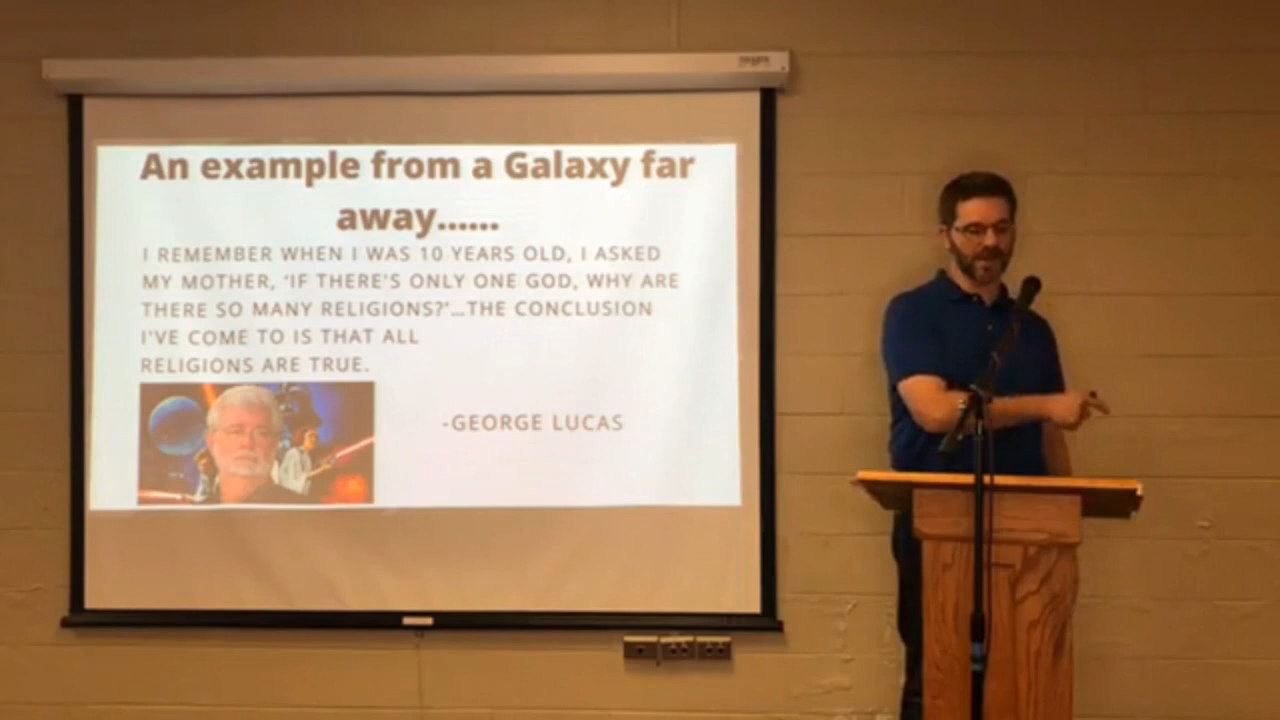 An example from a Galaxy far
away......
I REMEMBER WHEN I WAS 10 YEARS OLD, I ASKED
MY MOTHER, 'IF THERE'S ONLY ONE GOD, WHY ARE
THERE SO MANY RELIGIONS?'...THE CONCLUSION
I'VE COME TO IS THAT ALL
RELIGIONS ARE TRUE.
-GEORGE LUCAS